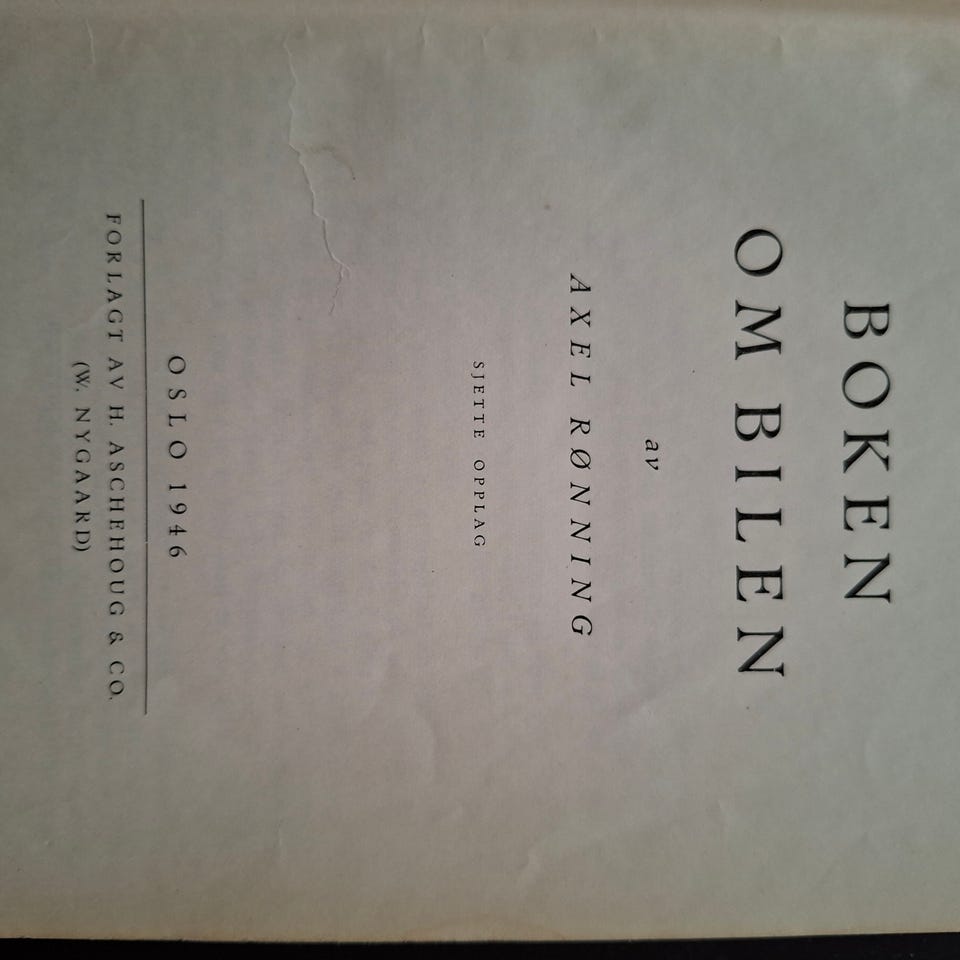 BOKEN
OM BILEN
av
AXEL RØNNING
SJETTE OPPLAG
OSLO 1946
FORLAGT AV H. ASCHEHOUG & CO.
(W. NYGAARD)